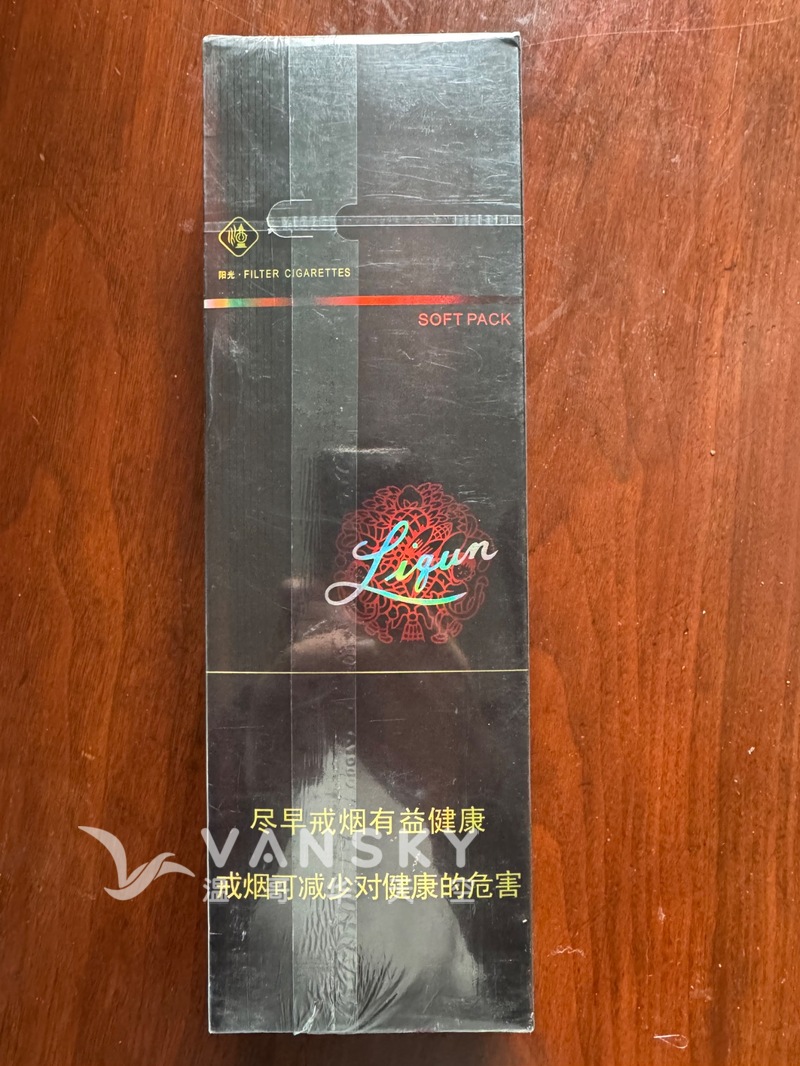 阳光·FILTER CIGARETTES
SOFT PACK
Liqun
尽早戒烟有益健康
VANSKY
戒烟可减少对健康的危害